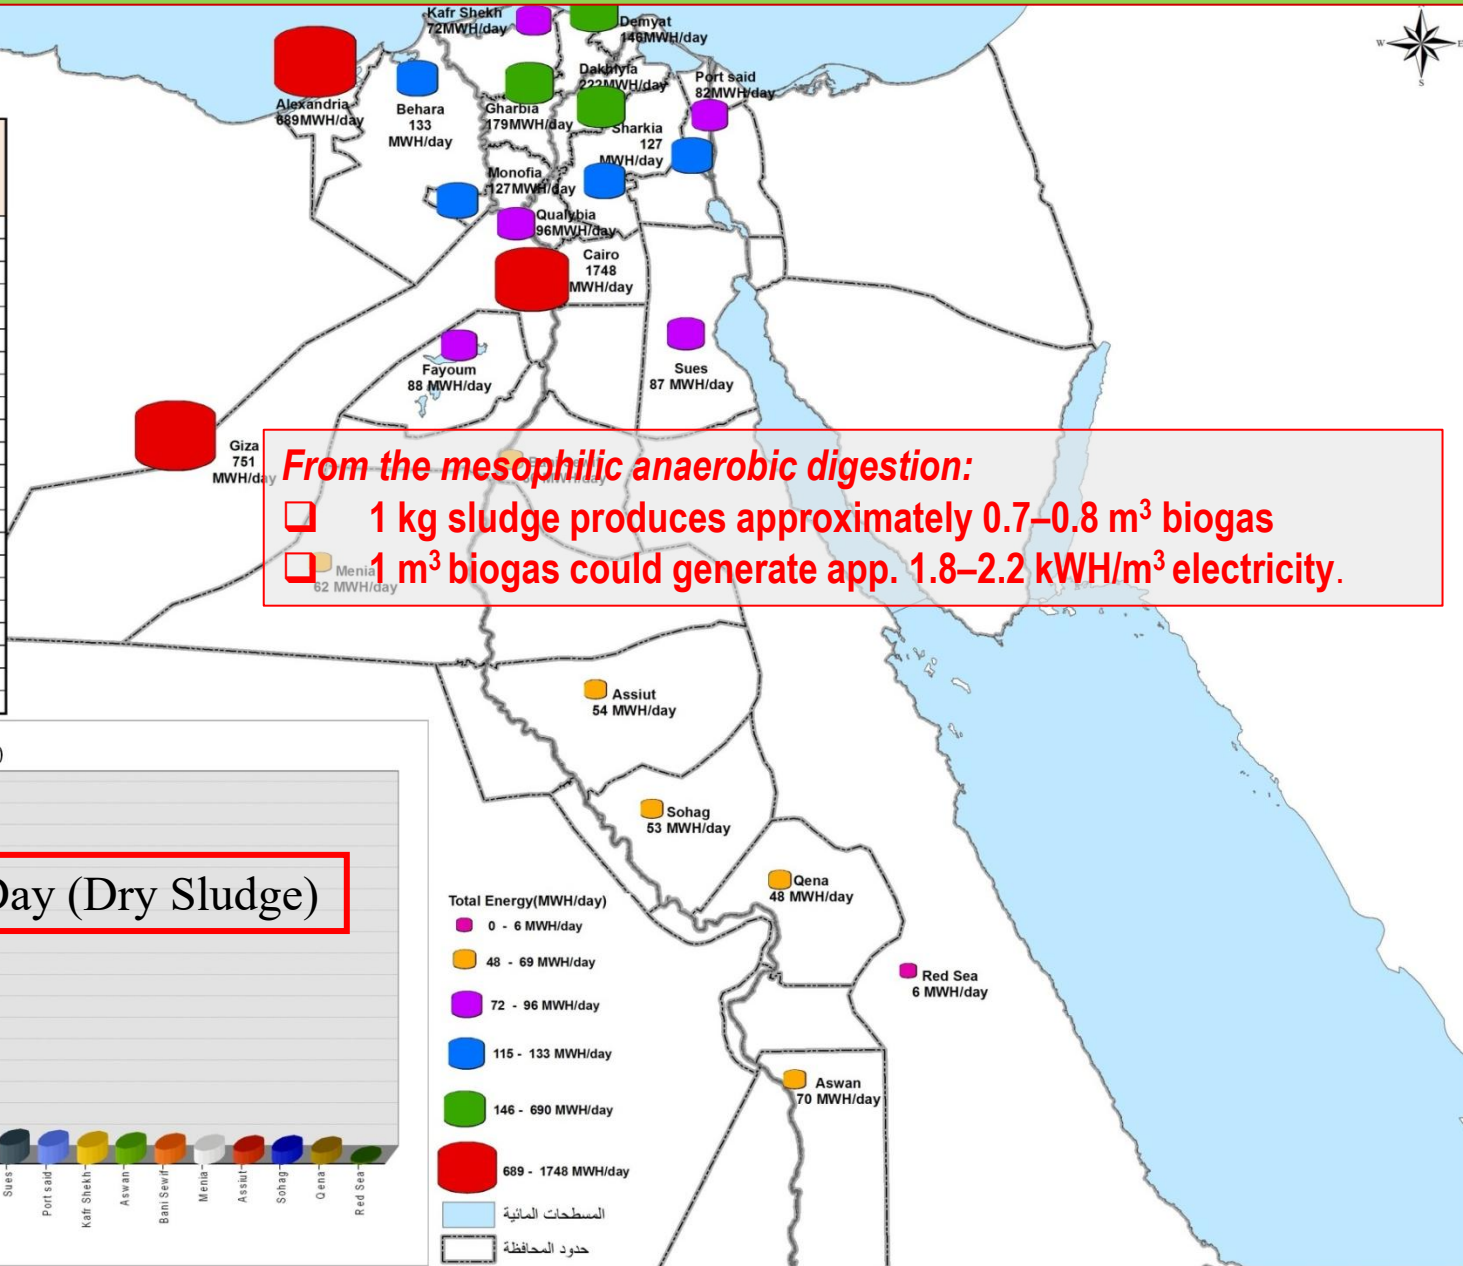 N
W
E
S
Kafr Shekh
72MWH/day
Demyat
146MWH/day
Alexandria
689MWH/day
Behara
133
MWH/day
Gharbia
179MWH/day
Dakhlyia
222MWH/day
Port said
82MWH/day
Sharkia
127
MWH/day
Monofia
127MWH/day
Qualybia
96MWH/day
Cairo
1748
MWH/day
Fayoum
88 MWH/day
Sues
87 MWH/day
Giza
751
MWH/day
From the mesophilic anaerobic digestion:
❑ 1 kg sludge produces approximately 0.7–0.8 m³ biogas
❑ 1 m³ biogas could generate app. 1.8–2.2 kWH/m³ electricity.
MWH/day
Menia
62 MWH/day
Assiut
54 MWH/day
Sohag
53 MWH/day
Qena
48 MWH/day
Red Sea
6 MWH/day
Aswan
70 MWH/day
)
Day (Dry Sludge)
Sues
Port said
Kafr Shekh
Aswan
Bani Sewif
Menia
Assiut
Sohag
Qena
Red Sea
Total Energy(MWH/day)
0 - 6 MWH/day
48 - 69 MWH/day
72 - 96 MWH/day
115 - 133 MWH/day
146 - 690 MWH/day
689 - 1748 MWH/day
المسطحات المائية
حدود المحافظة